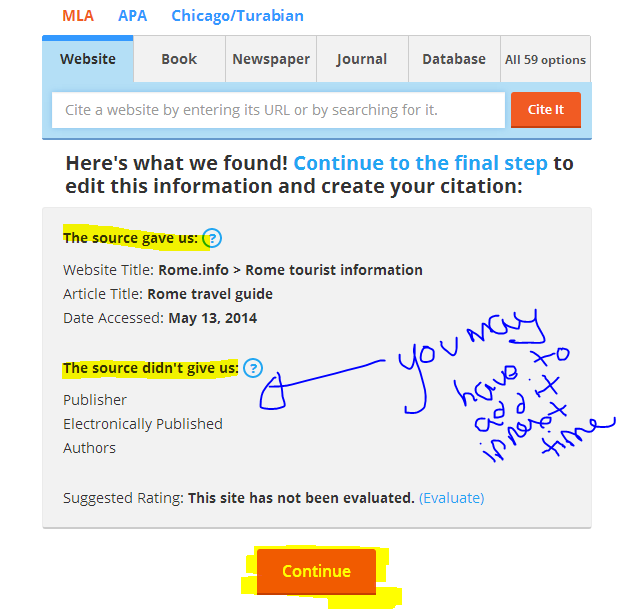 MLA APA Chicago/Turabian
Website Book Newspaper Journal Database All 59 options
Cite a website by entering its URL or by searching for it. Cite It
Here's what we found! Continue to the final step to
edit this information and create your citation:
The source gave us: ?
Website Title: Rome.info > Rome tourist information
Article Title: Rome travel guide
Date Accessed: May 13, 2014
The source didn't give us: ?
Publisher
Electronically Published
Authors
you may
have to
add it
time
Suggested Rating: This site has not been evaluated. (Evaluate)
Continue